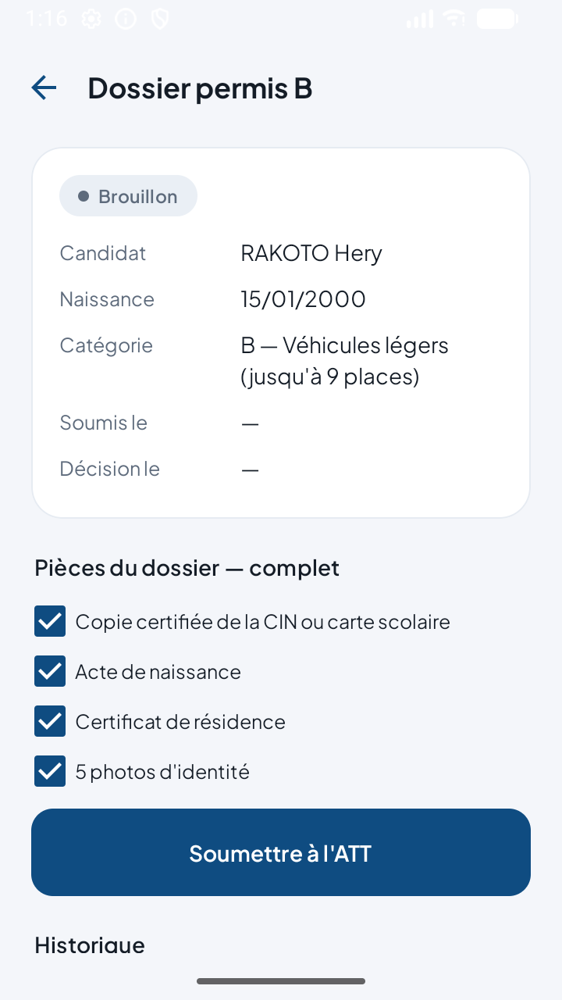 1:16
Dossier permis B
Brouillon
Candidat RAKOTO Hery
Naissance 15/01/2000
Catégorie B — Véhicules légers
(jusqu'à 9 places)
Soumis le —
Décision le —
Pièces du dossier — complet
Copie certifiée de la CIN ou carte scolaire
Acte de naissance
Certificat de résidence
5 photos d'identité
Soumettre à l'ATT
Historique